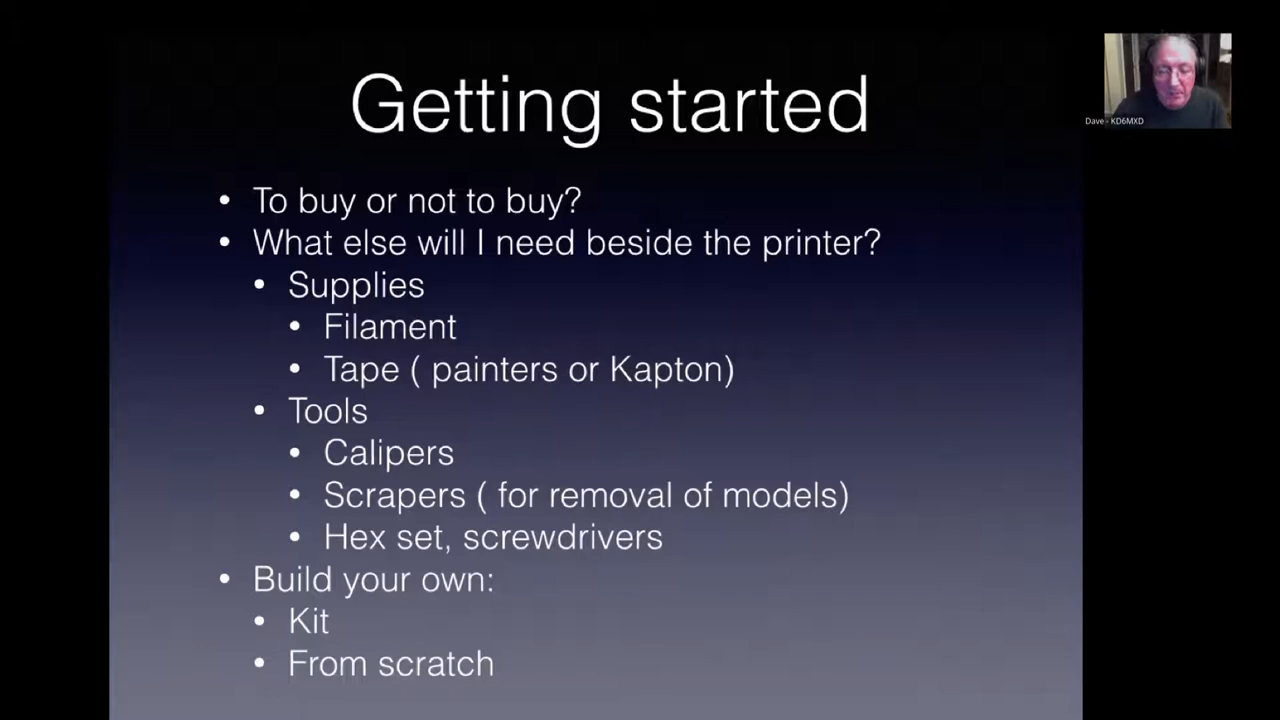 Getting started
Dave - KD6MXD
• To buy or not to buy?
• What else will I need beside the printer?
• Supplies
• Filament
• Tape ( painters or Kapton)
• Tools
• Calipers
• Scrapers ( for removal of models)
• Hex set, screwdrivers
• Build your own:
• Kit
• From scratch